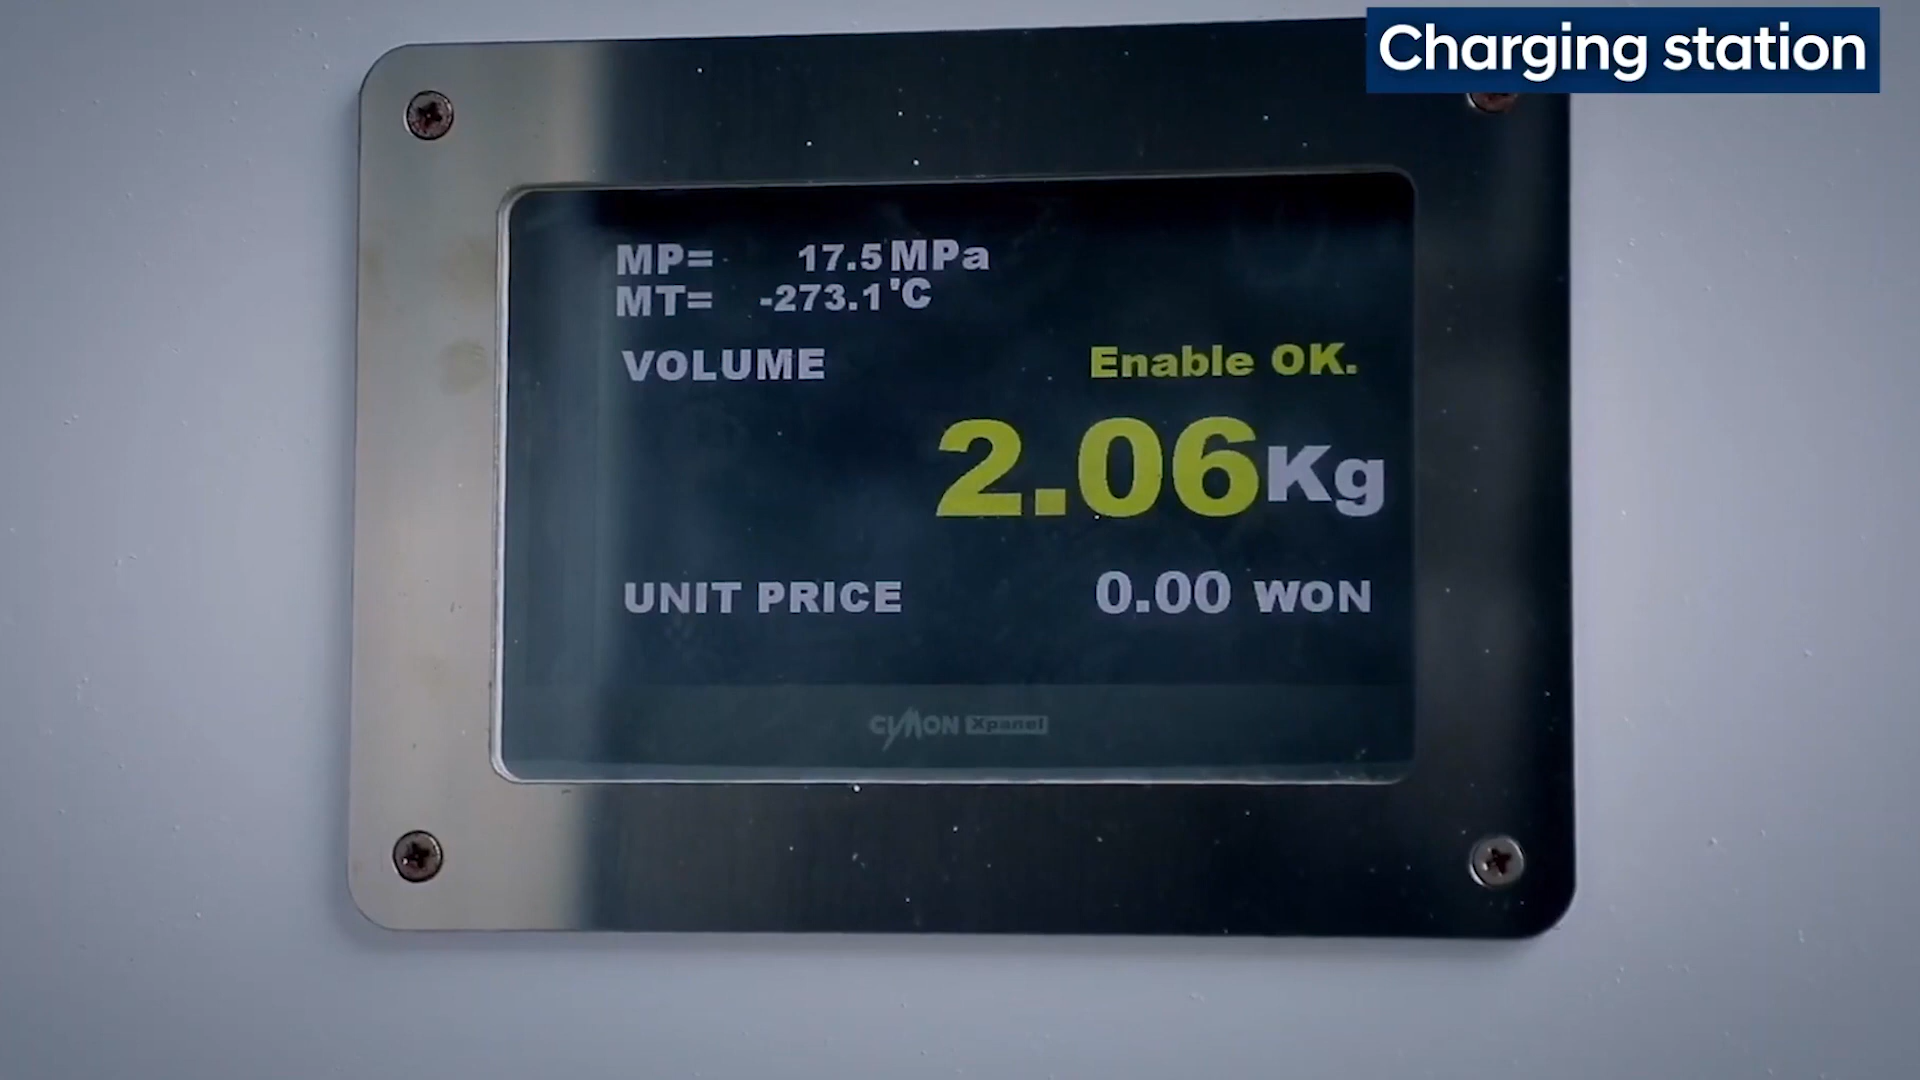 Charging station
MP= 17.5 MPa
MT= -273.1 'C
VOLUME Enable OK.
2.06 Kg
UNIT PRICE 0.00 WON
CIMON Xpanel